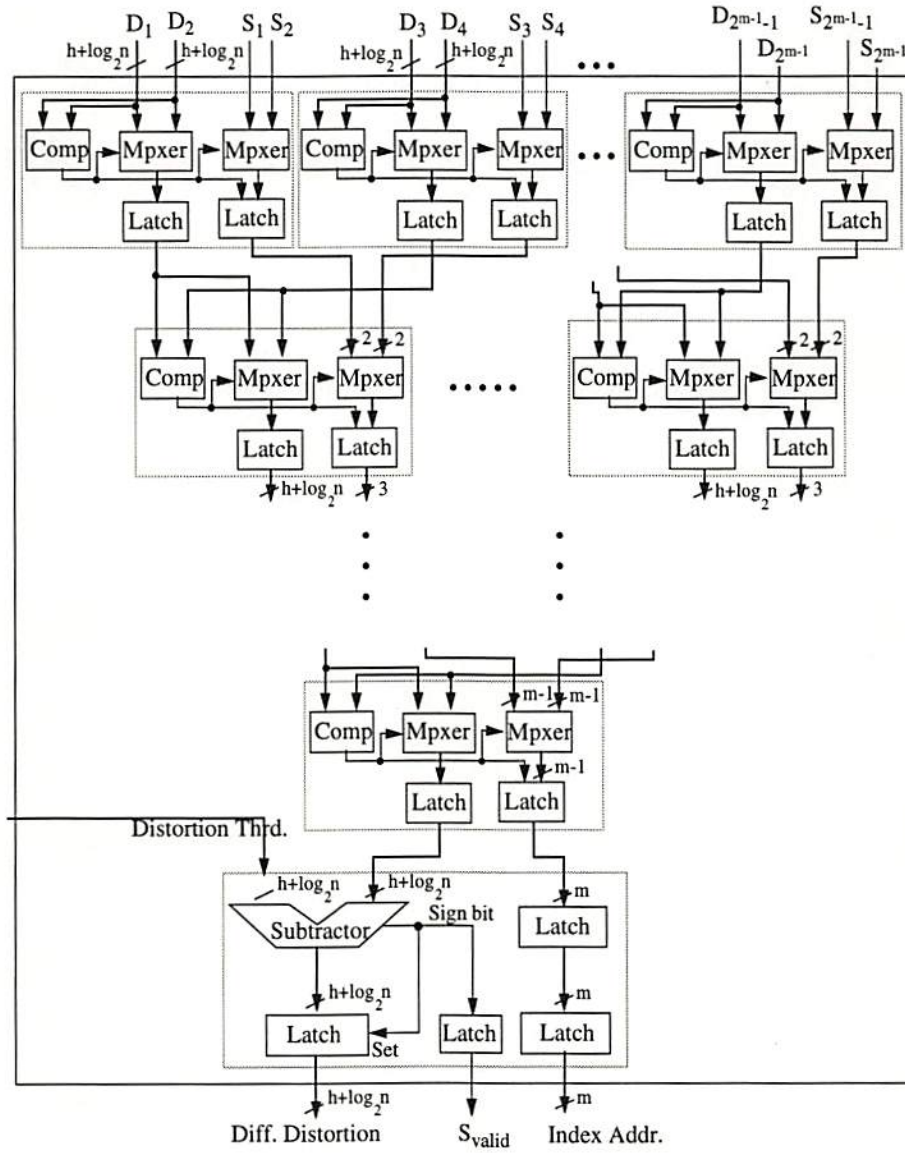 D1 D2 S1 S2 D3 D4 S3 S4 D2^m-1-1 S2^m-1-1
h+log2n h+log2n h+log2n h+log2n D2^m-1 S2^m-1
Comp Mpxer Mpxer Comp Mpxer Mpxer Comp Mpxer Mpxer
Latch Latch Latch Latch Latch Latch
2 2 2 2
Comp Mpxer Mpxer Comp Mpxer Mpxer
Latch Latch Latch Latch
h+log2n 3 h+log2n 3
m-1 m-1
Comp Mpxer Mpxer
m-1
Latch Latch
Distortion Thrd.
h+log2n h+log2n m
Subtractor Sign bit Latch
h+log2n m
Latch Set Latch Latch
h+log2n m
Diff. Distortion Svalid Index Addr.